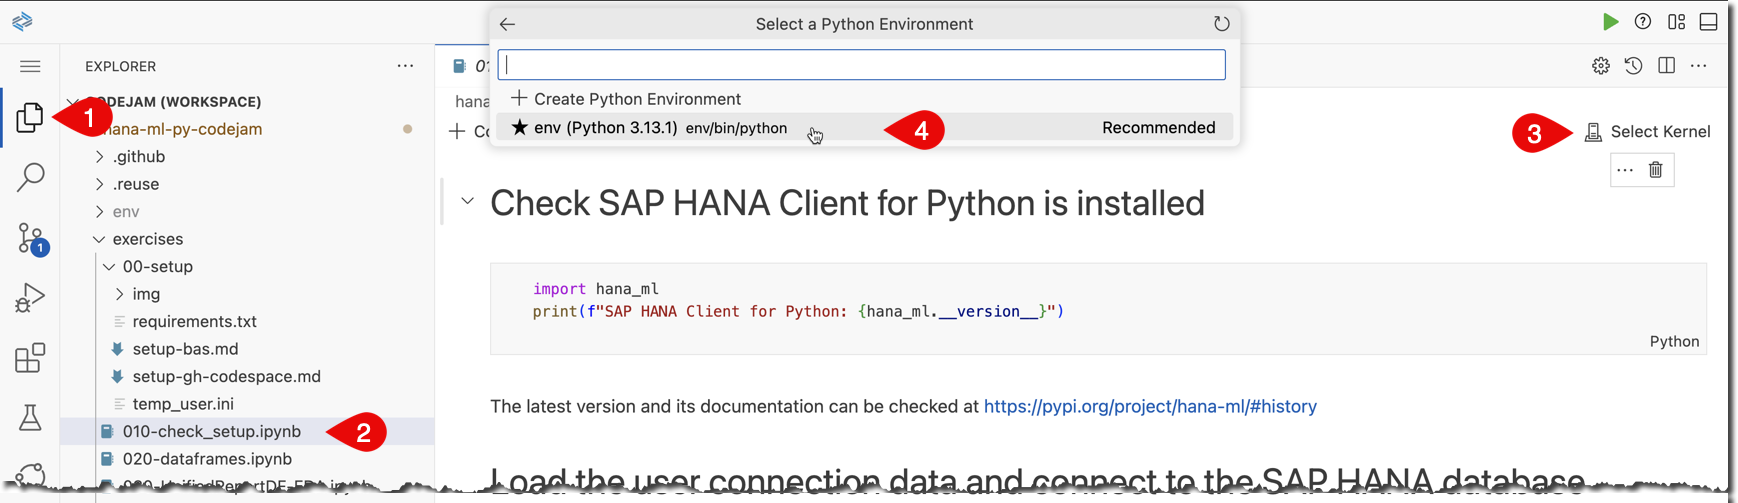 Select a Python Environment
Create Python Environment
env (Python 3.13.1) env/bin/python Recommended
4
EXPLORER
(WORKSPACE)
1
hana-ml-py-codejam
.github
.reuse
env
exercises
00-setup
img
requirements.txt
setup-bas.md
setup-gh-codespace.md
temp_user.ini
010-check_setup.ipynb
2
020-dataframes.ipynb
1
hana
3
Select Kernel
Check SAP HANA Client for Python is installed
import hana_ml
print(f"SAP HANA Client for Python: {hana_ml.__version__}")
Python
The latest version and its documentation can be checked at https://pypi.org/project/hana-ml/#history
Load the user connection data and connect to the SAP HANA database